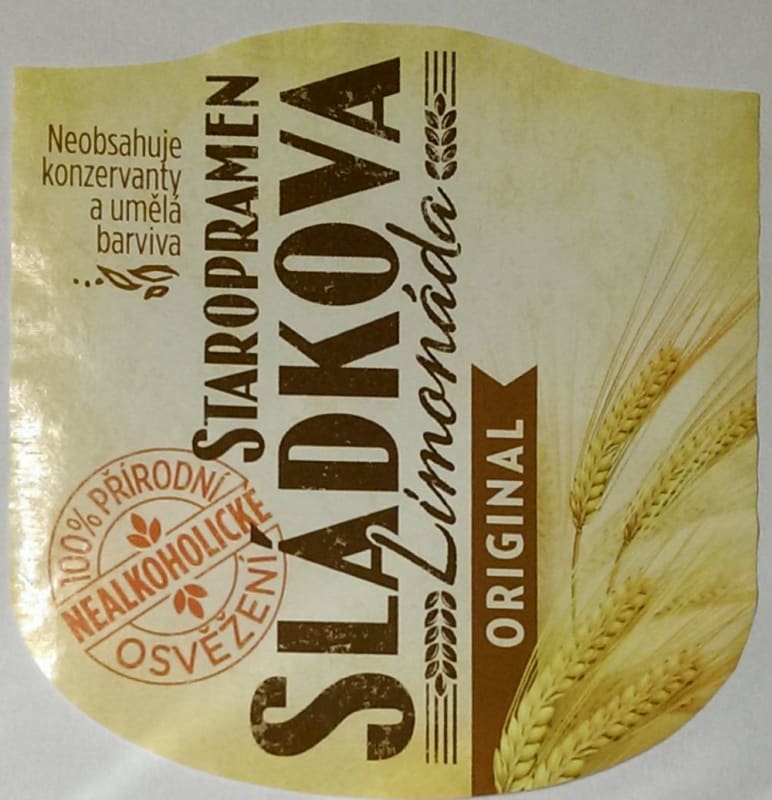 Neobsahuje
konzervanty
a umělá
barviva
STAROPRAMEN
SLÁDKOVA
Limonáda
ORIGINAL
100% PŘÍRODNÍ
NEALKOHOLICKÉ
OSVĚŽENÍ